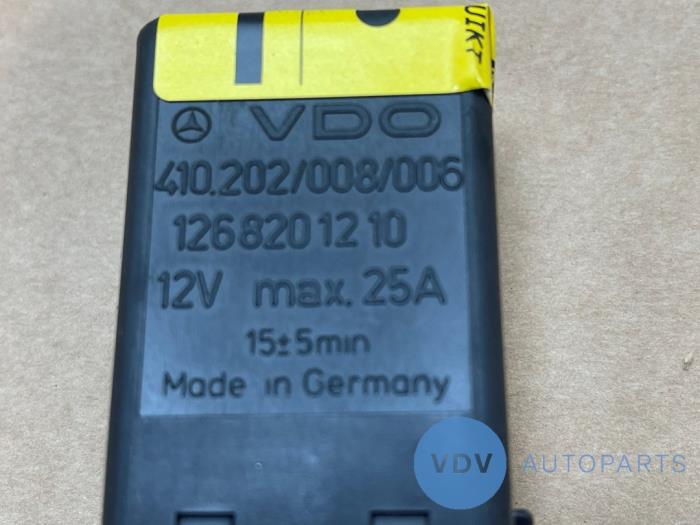 VDO
410.202/008/006
126 820 12 10
12V max. 25A
15±5min
Made in Germany
VDV AUTOPARTS